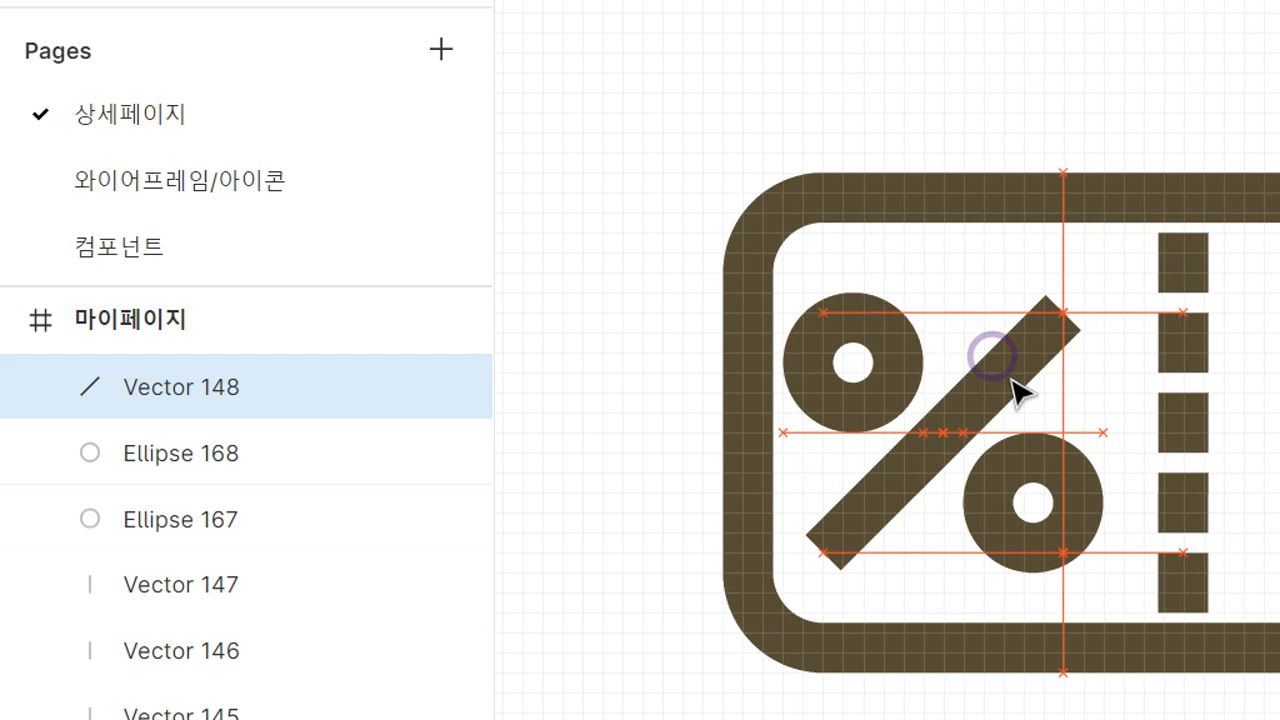 Pages
상세페이지
와이어프레임/아이콘
컴포넌트
마이페이지
Vector 148
Ellipse 168
Ellipse 167
Vector 147
Vector 146
Vector 145